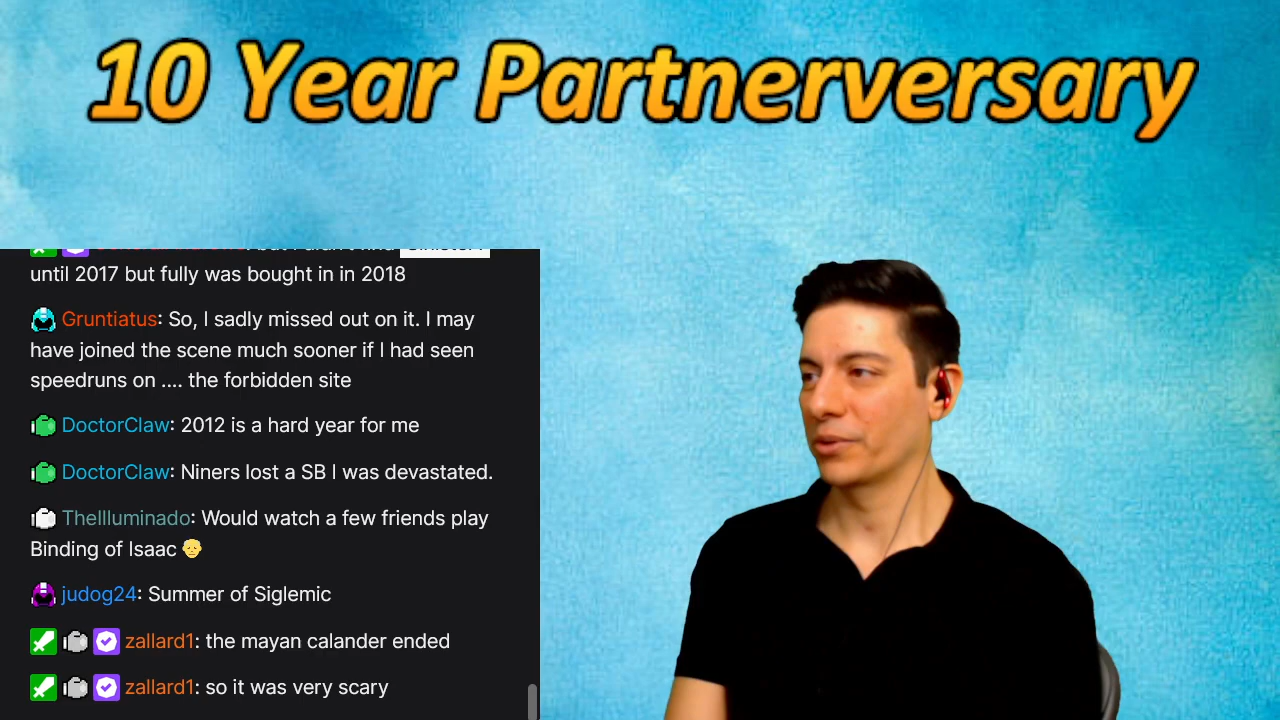 10 Year Partnerversary
until 2017 but fully was bought in in 2018
Gruntiatus: So, I sadly missed out on it. I may
have joined the scene much sooner if I had seen
speedruns on .... the forbidden site
DoctorClaw: 2012 is a hard year for me
DoctorClaw: Niners lost a SB I was devastated.
TheIlluminado: Would watch a few friends play
Binding of Isaac
judog24: Summer of Siglemic
zallard1: the mayan calander ended
zallard1: so it was very scary